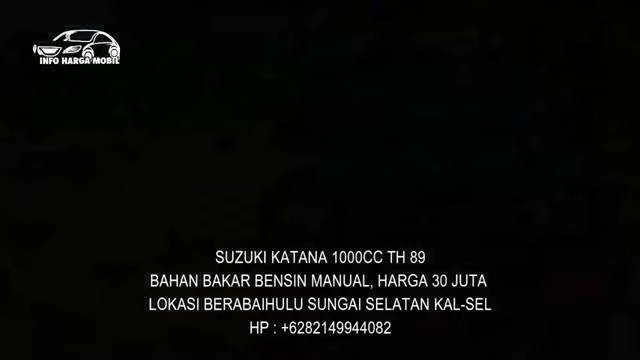 INFO HARGA MOBIL
SUZUKI KATANA 1000CC TH 89
BAHAN BAKAR BENSIN MANUAL, HARGA 30 JUTA
LOKASI BERABAIHULU SUNGAI SELATAN KAL-SEL
HP : +6282149944082